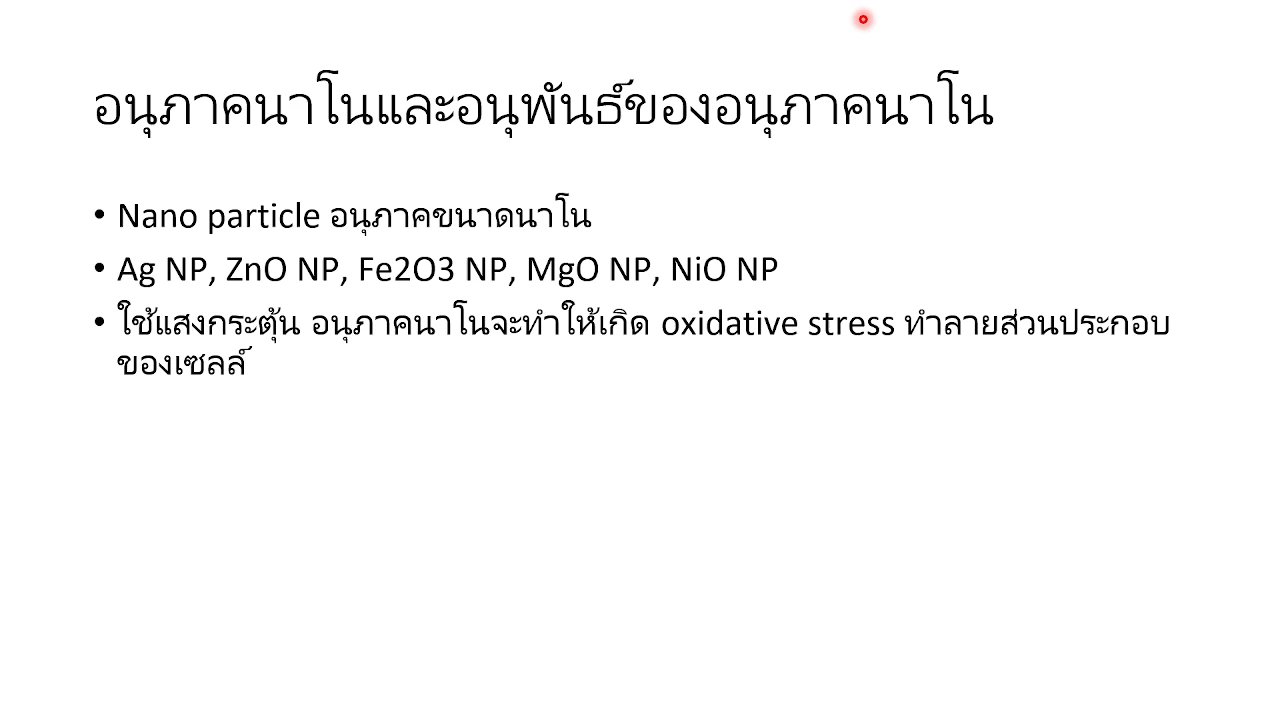 อนุภาคนาโนและอนุพันธ์ของอนุภาคนาโน
• Nano particle อนุภาคขนาดนาโน
• Ag NP, ZnO NP, Fe2O3 NP, MgO NP, NiO NP
• ใช้แสงกระตุ้น อนุภาคนาโนจะทำให้เกิด oxidative stress ทำลายส่วนประกอบ
ของเซลล์